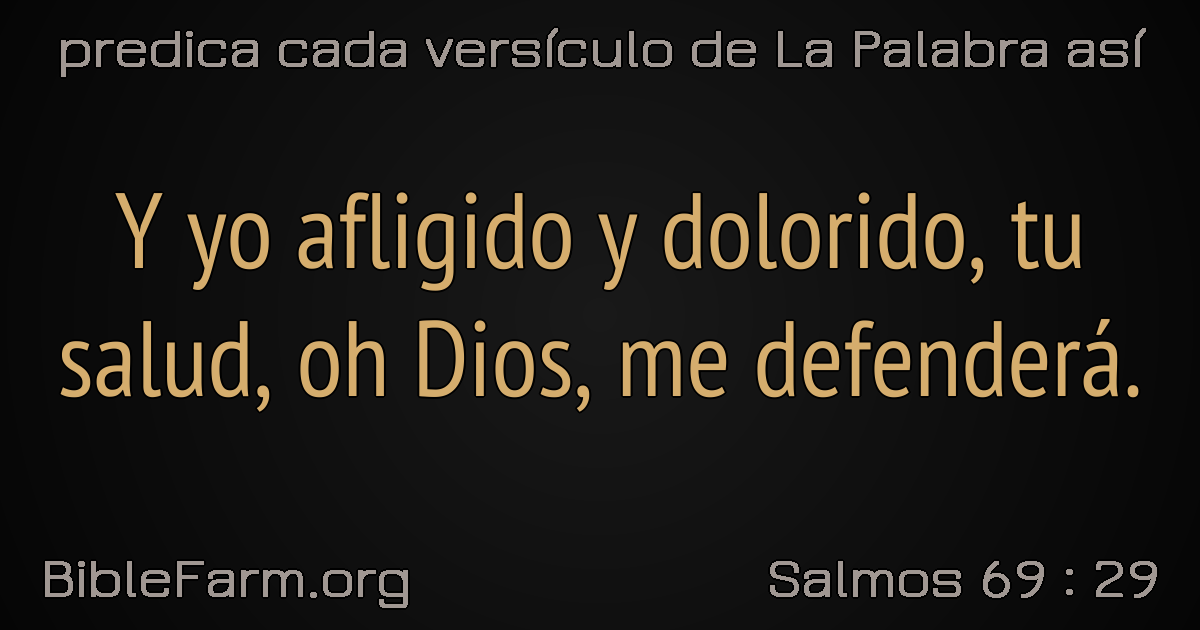 predica cada versículo de La Palabra así
Y yo afligido y dolorido, tu
salud, oh Dios, me defenderá.
BibleFarm.org
Salmos 69 : 29